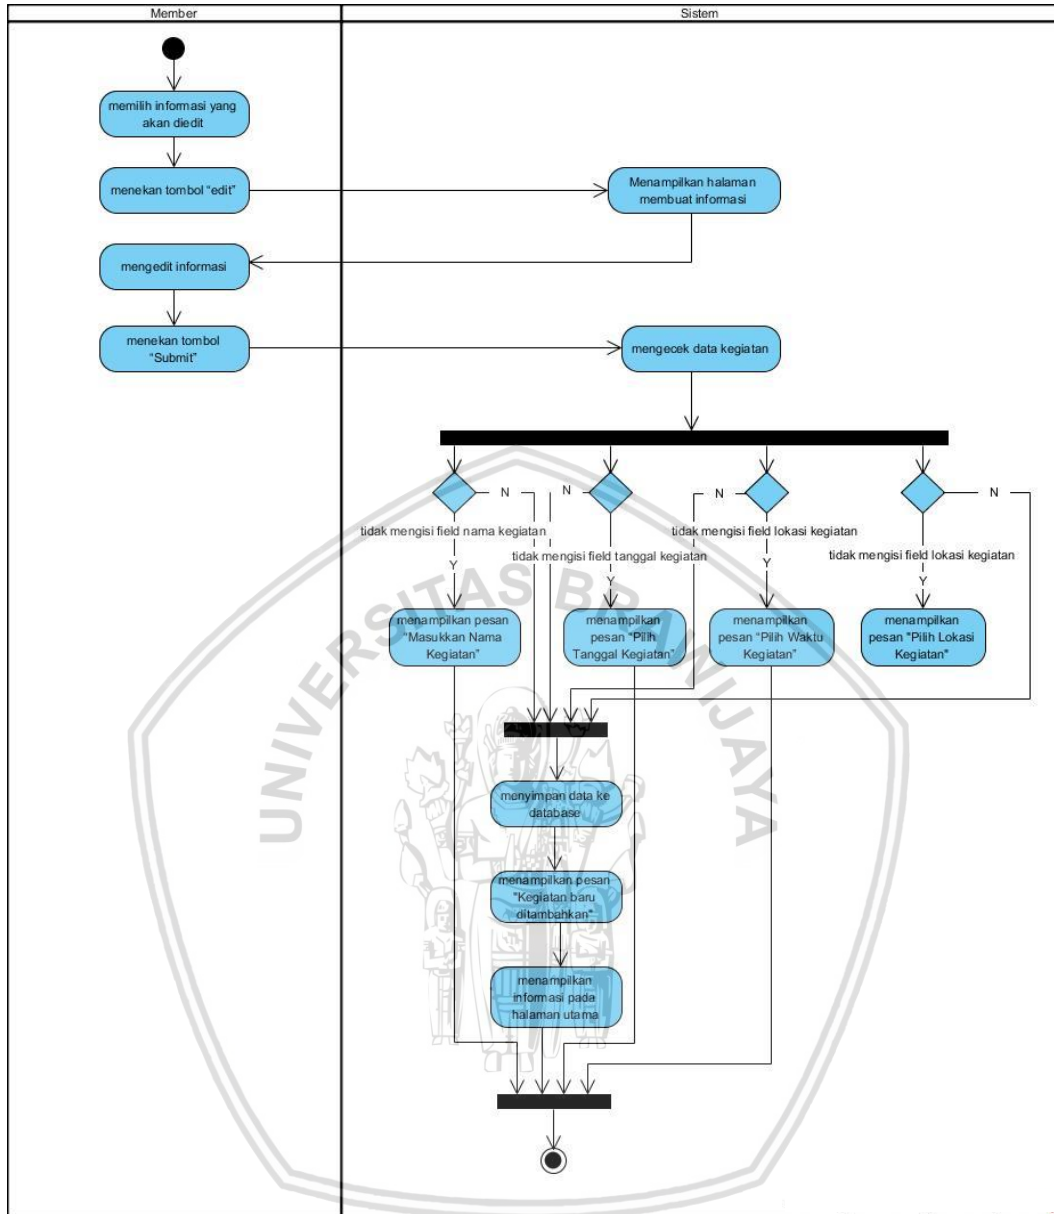 Member
Sistem
memilih informasi yang
akan diedit
menekan tombol “edit”
Menampilkan halaman
membuat informasi
mengedit informasi
menekan tombol
“Submit”
mengecek data kegiatan
N
N
N
N
tidak mengisi field nama kegiatan
tidak mengisi field tanggal kegiatan
tidak mengisi field lokasi kegiatan
tidak mengisi field lokasi kegiatan
Y
Y
Y
Y
menampilkan pesan
“Masukkan Nama
Kegiatan”
menampilkan
pesan “Pilih
Tanggal Kegiatan”
menampilkan
pesan “Pilih Waktu
Kegiatan”
menampilkan
pesan "Pilih Lokasi
Kegiatan"
menyimpan data ke
database
menampilkan pesan
"Kegiatan baru
ditambahkan"
menampilkan
informasi pada
halaman utama
UNIVERSITAS BRAWIJAYA